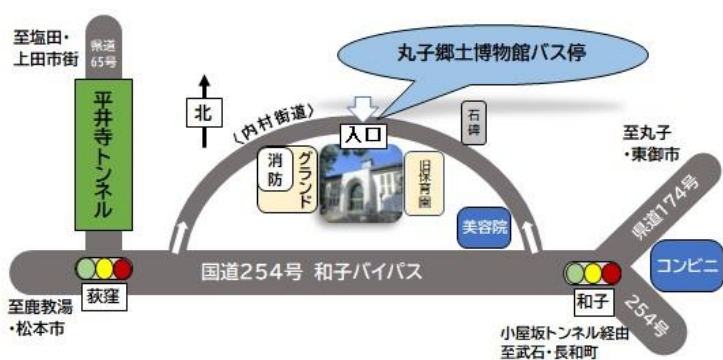 至塩田・
上田市街
県道
65号
平井寺トンネル
北
〈内村街道〉
丸子郷土博物館バス停
入口
石碑
消防
グランド
旧保育園
美容院
至丸子
・東御市
県道174号
コンビニ
254号
国道254号 和子バイパス
荻窪
和子
至鹿教湯
・松本市
小屋坂トンネル経由
至武石・長和町